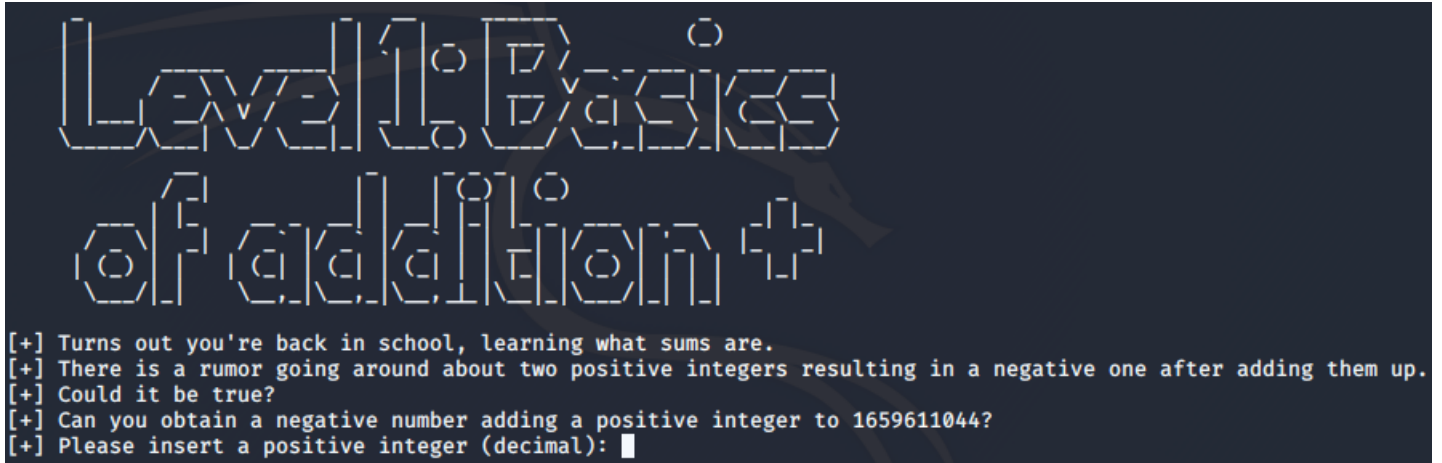 Level 1: Basics
of addition +
[+] Turns out you're back in school, learning what sums are.
[+] There is a rumor going around about two positive integers resulting in a negative one after adding them up.
[+] Could it be true?
[+] Can you obtain a negative number adding a positive integer to 1659611044?
[+] Please insert a positive integer (decimal):